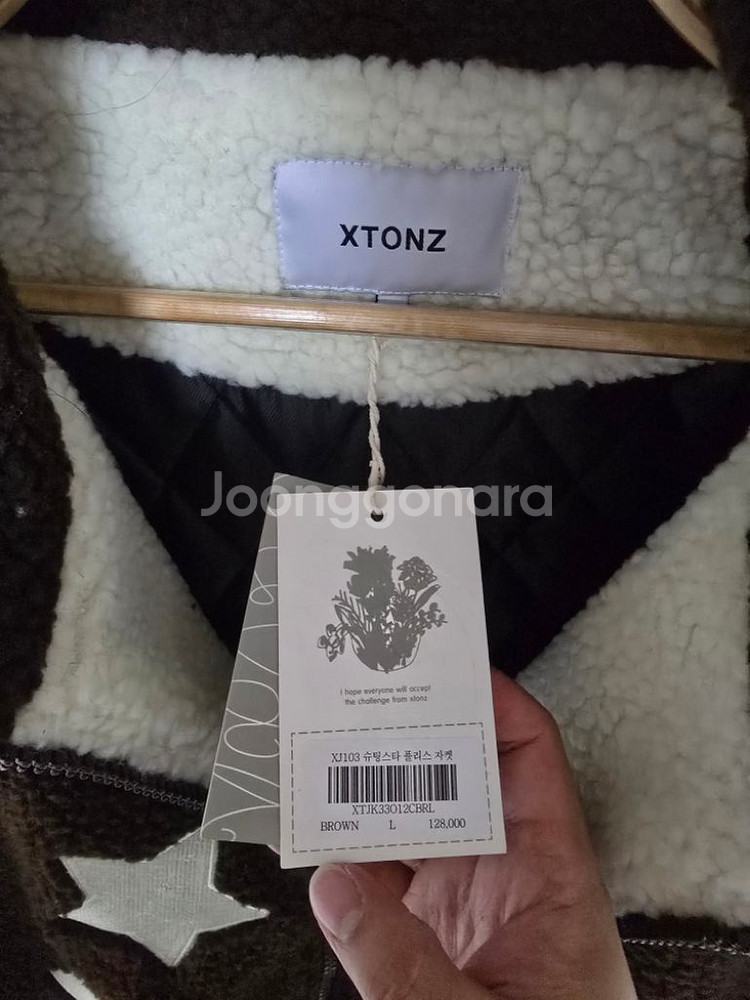 XTONZ
Joonggonara
I hope everyone will accept
the challenge from xtonz
XJ103 슈팅스타 플리스 자켓
XTJK33O12CBRL
BROWN L 128,000